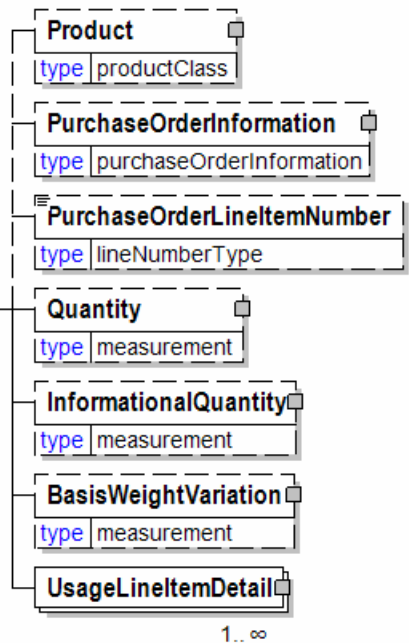 Product
type productClass
PurchaseOrderInformation
type purchaseOrderInformation
PurchaseOrderLineItemNumber
type lineNumberType
Quantity
type measurement
InformationalQuantity
type measurement
BasisWeightVariation
type measurement
UsageLineItemDetail
1..∞